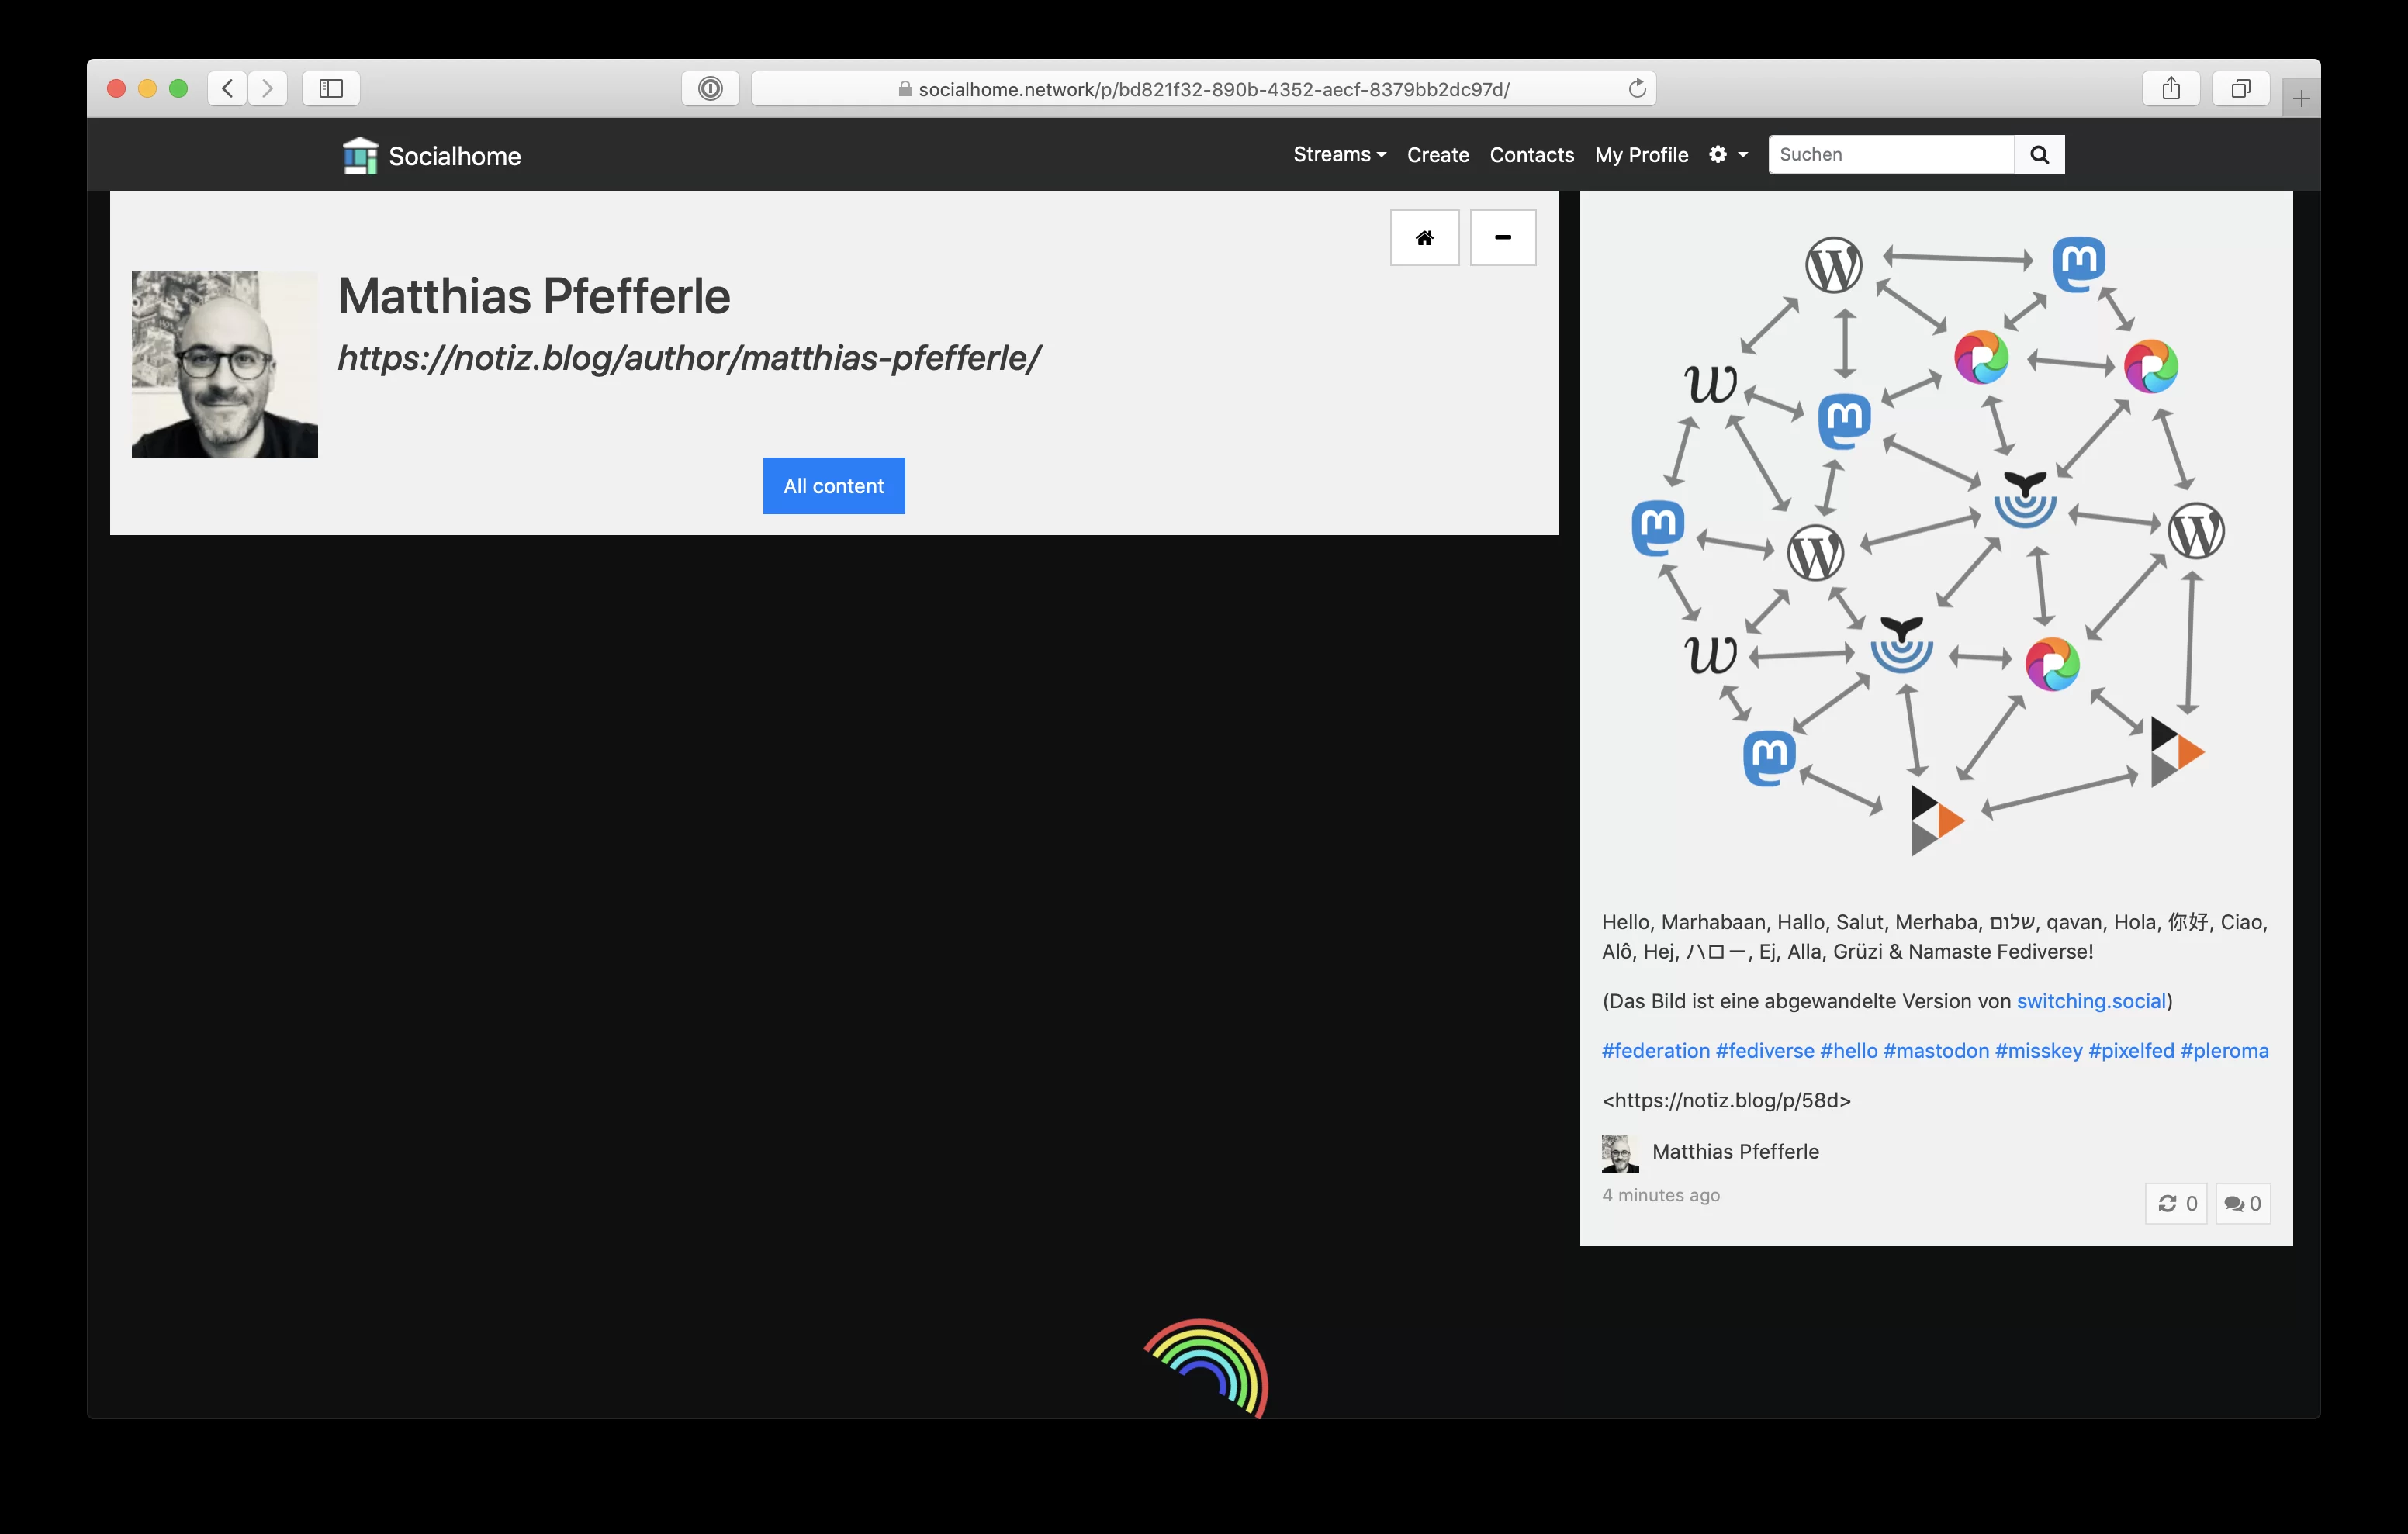 socialhome.network/p/bd821f32-890b-4352-aecf-8379bb2dc97d/
Socialhome
Streams
Create
Contacts
My Profile
Suchen
Matthias Pfefferle
https://notiz.blog/author/matthias-pfefferle/
All content
Hello, Marhabaan, Hallo, Salut, Merhaba, שלום, qavan, Hola, 你好, Ciao,
Alô, Hej, ハロー, Ej, Alla, Grüzi & Namaste Fediverse!
(Das Bild ist eine abgewandelte Version von switching.social)
#federation #fediverse #hello #mastodon #misskey #pixelfed #pleroma
<https://notiz.blog/p/58d>
Matthias Pfefferle
4 minutes ago
0
0